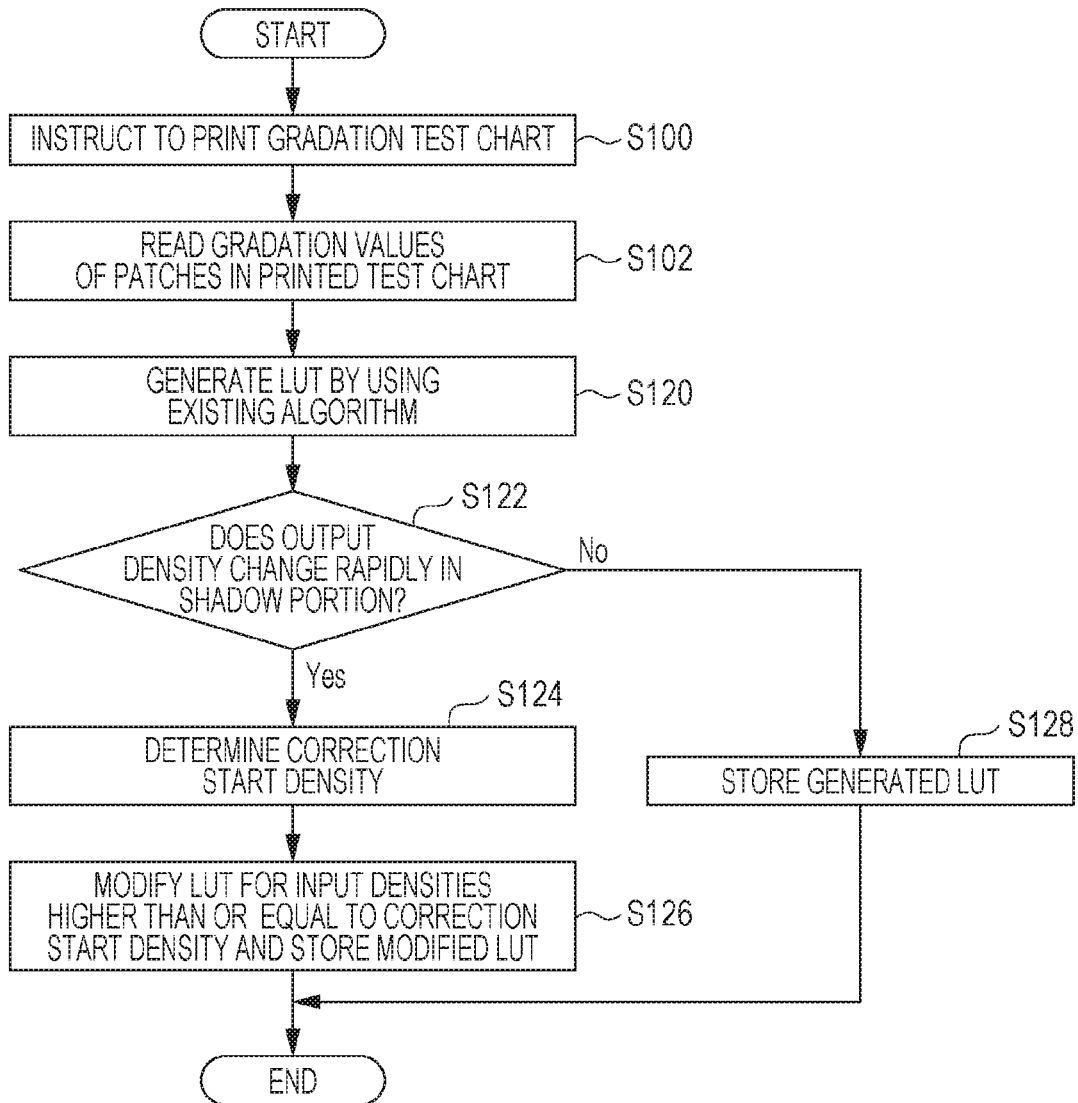 START
INSTRUCT TO PRINT GRADATION TEST CHART
S100
READ GRADATION VALUES
OF PATCHES IN PRINTED TEST CHART
S102
GENERATE LUT BY USING
EXISTING ALGORITHM
S120
S122
DOES OUTPUT
DENSITY CHANGE RAPIDLY IN
SHADOW PORTION?
No
Yes
S124
DETERMINE CORRECTION
START DENSITY
S128
STORE GENERATED LUT
MODIFY LUT FOR INPUT DENSITIES
HIGHER THAN OR EQUAL TO CORRECTION
START DENSITY AND STORE MODIFIED LUT
S126
END